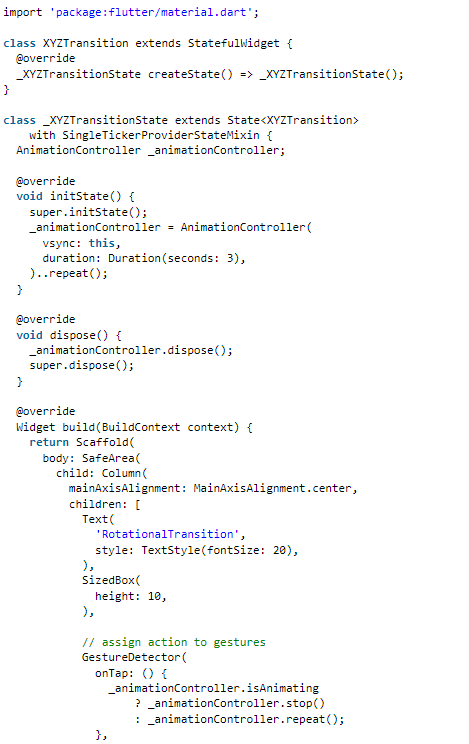 import 'package:flutter/material.dart';

class XYZTransition extends StatefulWidget {
  @override
  _XYZTransitionState createState() => _XYZTransitionState();
}

class _XYZTransitionState extends State<XYZTransition>
    with SingleTickerProviderStateMixin {
  AnimationController _animationController;

  @override
  void initState() {
    super.initState();
    _animationController = AnimationController(
      vsync: this,
      duration: Duration(seconds: 3),
    )..repeat();
  }

  @override
  void dispose() {
    _animationController.dispose();
    super.dispose();
  }

  @override
  Widget build(BuildContext context) {
    return Scaffold(
      body: SafeArea(
        child: Column(
          mainAxisAlignment: MainAxisAlignment.center,
          children: [
            Text(
              'RotationalTransition',
              style: TextStyle(fontSize: 20),
            ),
            SizedBox(
              height: 10,
            ),

            // assign action to gestures
            GestureDetector(
              onTap: () {
                _animationController.isAnimating
                    ? _animationController.stop()
                    : _animationController.repeat();
              },